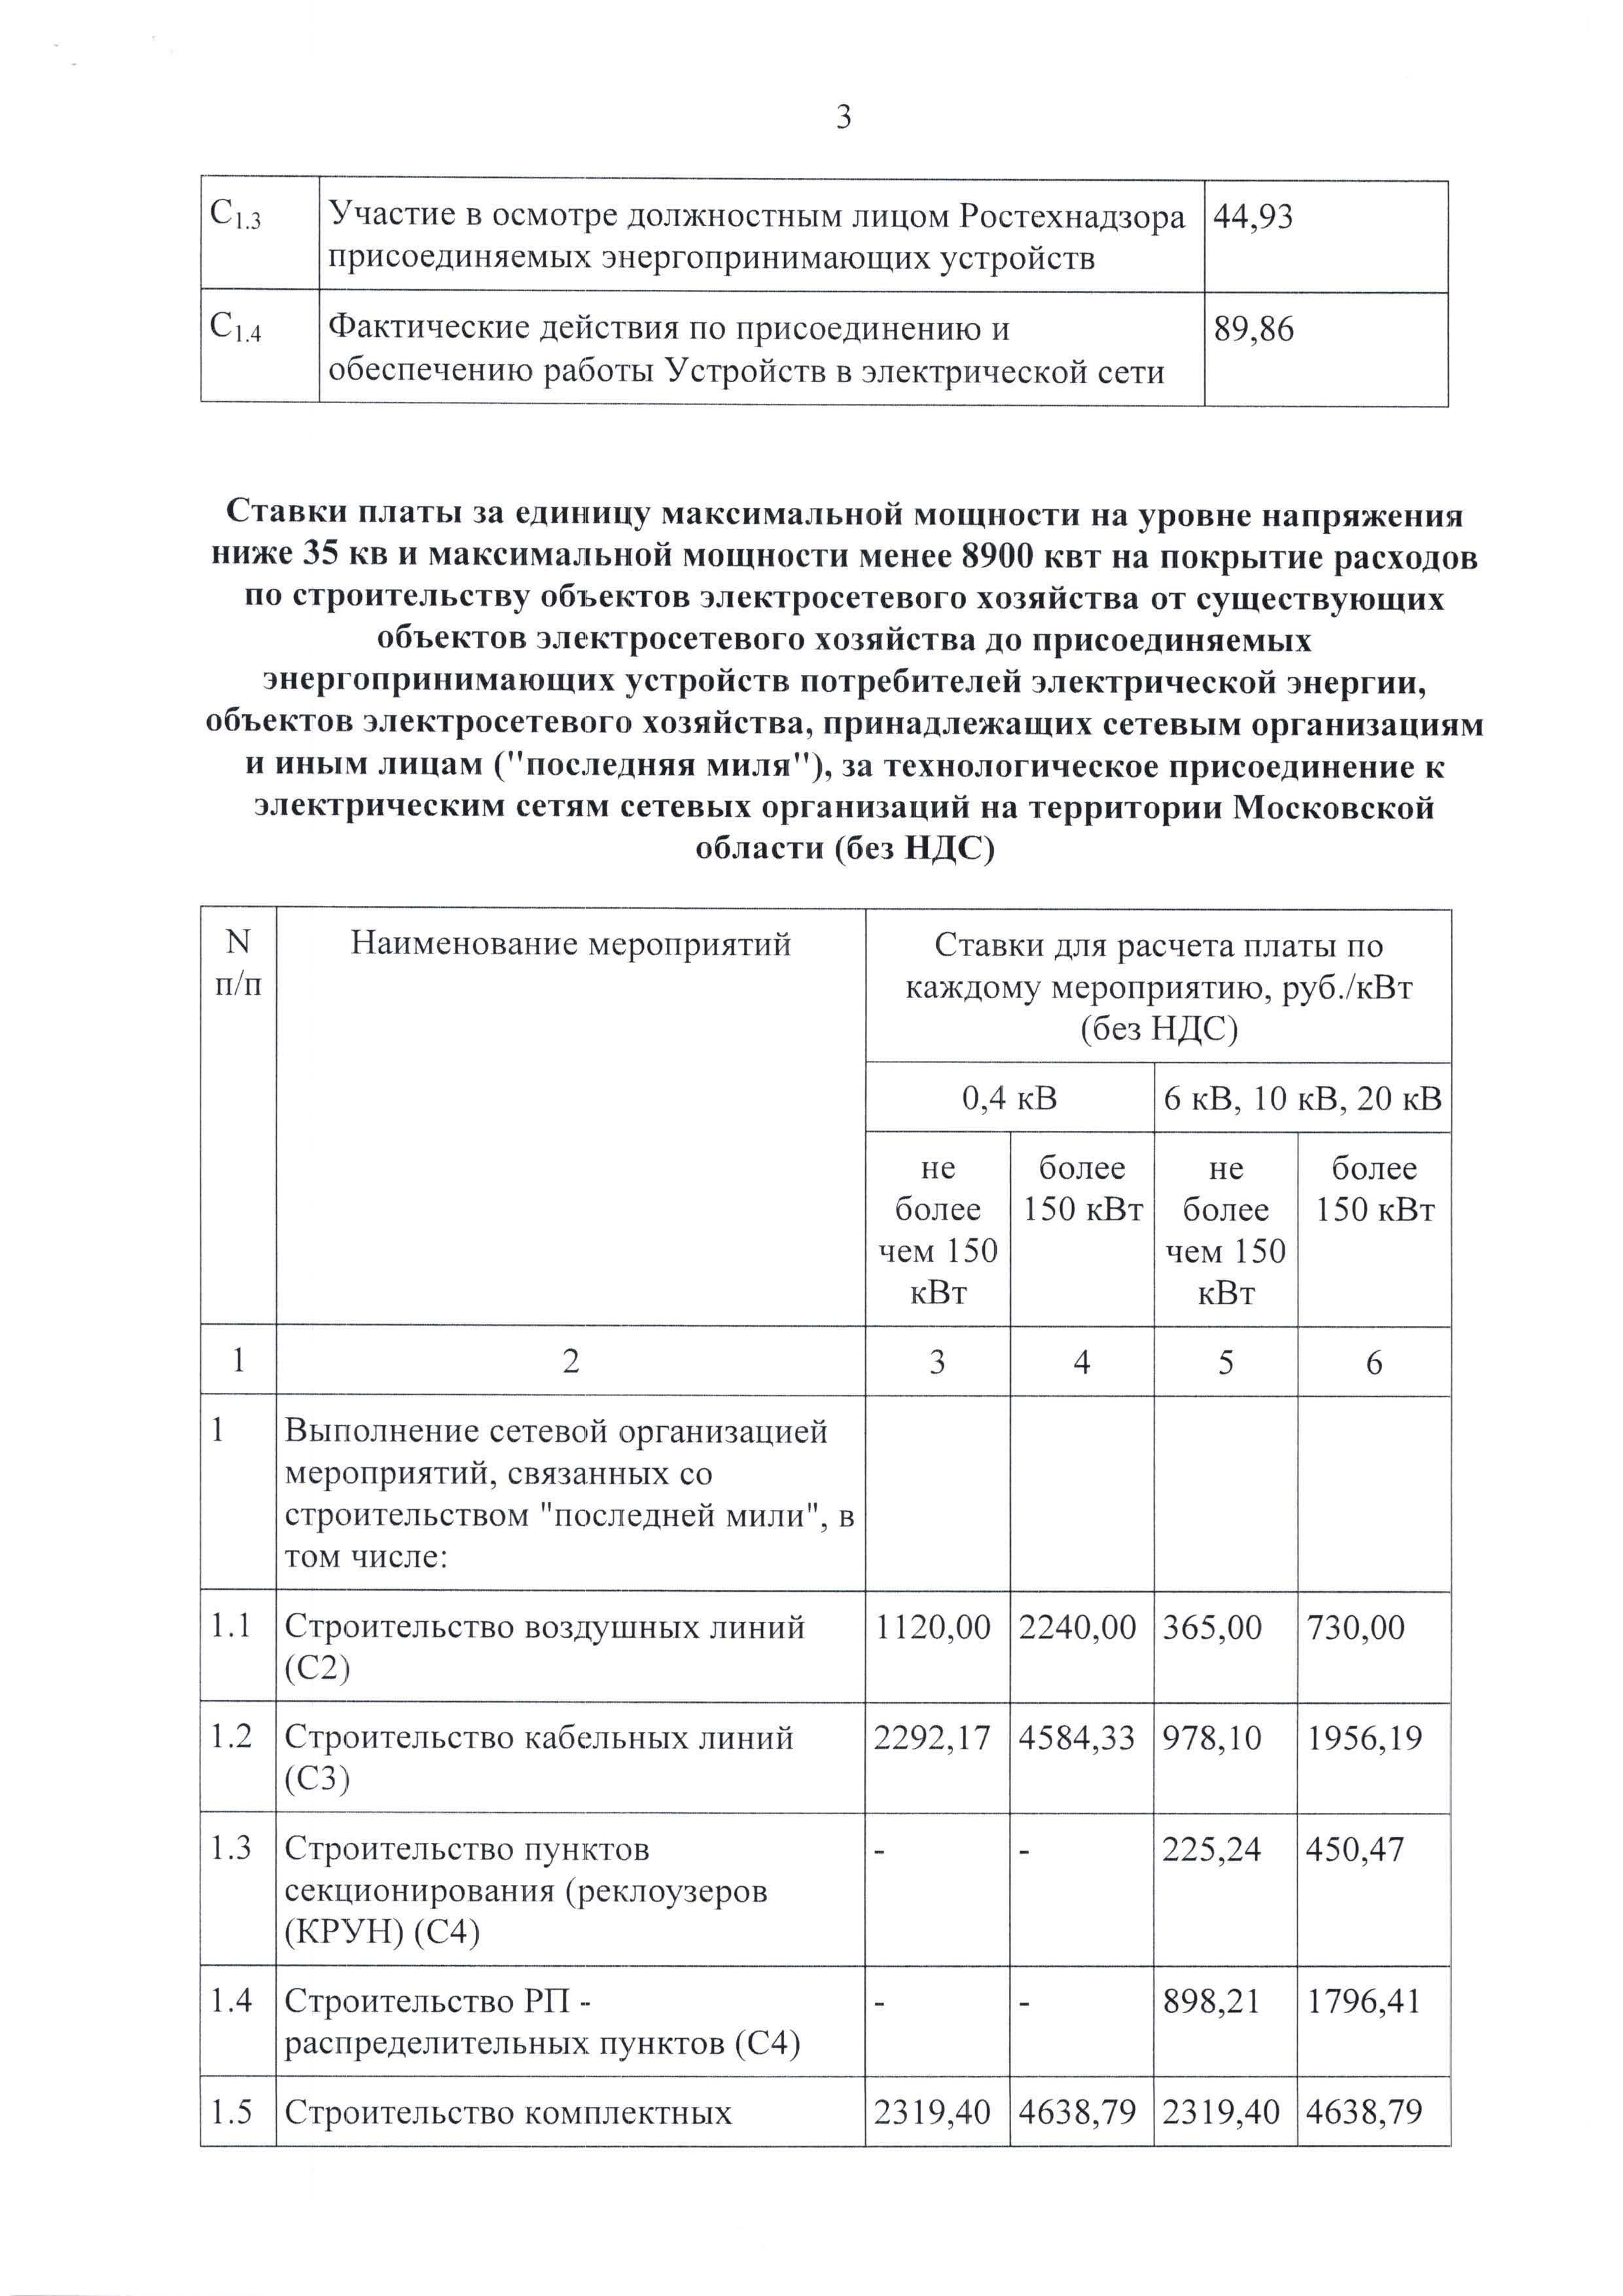 3
С1.3 Участие в осмотре должностным лицом Ростехнадзора 44,93
присоединяемых энергопринимающих устройств
С1.4 Фактические действия по присоединению и 89,86
обеспечению работы Устройств в электрической сети
Ставки платы за единицу максимальной мощности на уровне напряжения
ниже 35 кв и максимальной мощности менее 8900 квт на покрытие расходов
по строительству объектов электросетевого хозяйства от существующих
объектов электросетевого хозяйства до присоединяемых
энергопринимающих устройств потребителей электрической энергии,
объектов электросетевого хозяйства, принадлежащих сетевым организациям
и иным лицам ("последняя миля"), за технологическое присоединение к
электрическим сетям сетевых организаций на территории Московской
области (без НДС)
N Наименование мероприятий Ставки для расчета платы по
п/п каждому мероприятию, руб./кВт
(без НДС)
0,4 кВ 6 кВ, 10 кВ, 20 кВ
не более не более
более 150 кВт более 150 кВт
чем 150 чем 150
кВт кВт
1 2 3 4 5 6
1 Выполнение сетевой организацией
мероприятий, связанных со
строительством "последней мили", в
том числе:
1.1 Строительство воздушных линий 1120,00 2240,00 365,00 730,00
(С2)
1.2 Строительство кабельных линий 2292,17 4584,33 978,10 1956,19
(С3)
1.3 Строительство пунктов - - 225,24 450,47
секционирования (реклоузеров
(КРУН) (С4)
1.4 Строительство РП - - - 898,21 1796,41
распределительных пунктов (С4)
1.5 Строительство комплектных 2319,40 4638,79 2319,40 4638,79